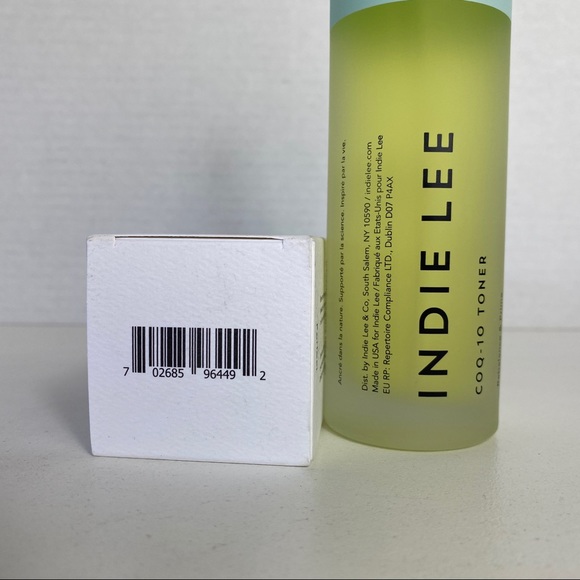 7 02685 96449 2
Ancré dans la nature. Supporté par la science. Inspiré par la vie.
Dist. by Indie Lee & Co, South Salem, NY 10590 / indielee.com
Made in USA for Indie Lee / Fabriqué aux Etats-Unis pour Indie Lee
EU RP: Repertoire Compliance LTD., Dublin D07 P4AX
INDIE LEE
COQ-10 TONER